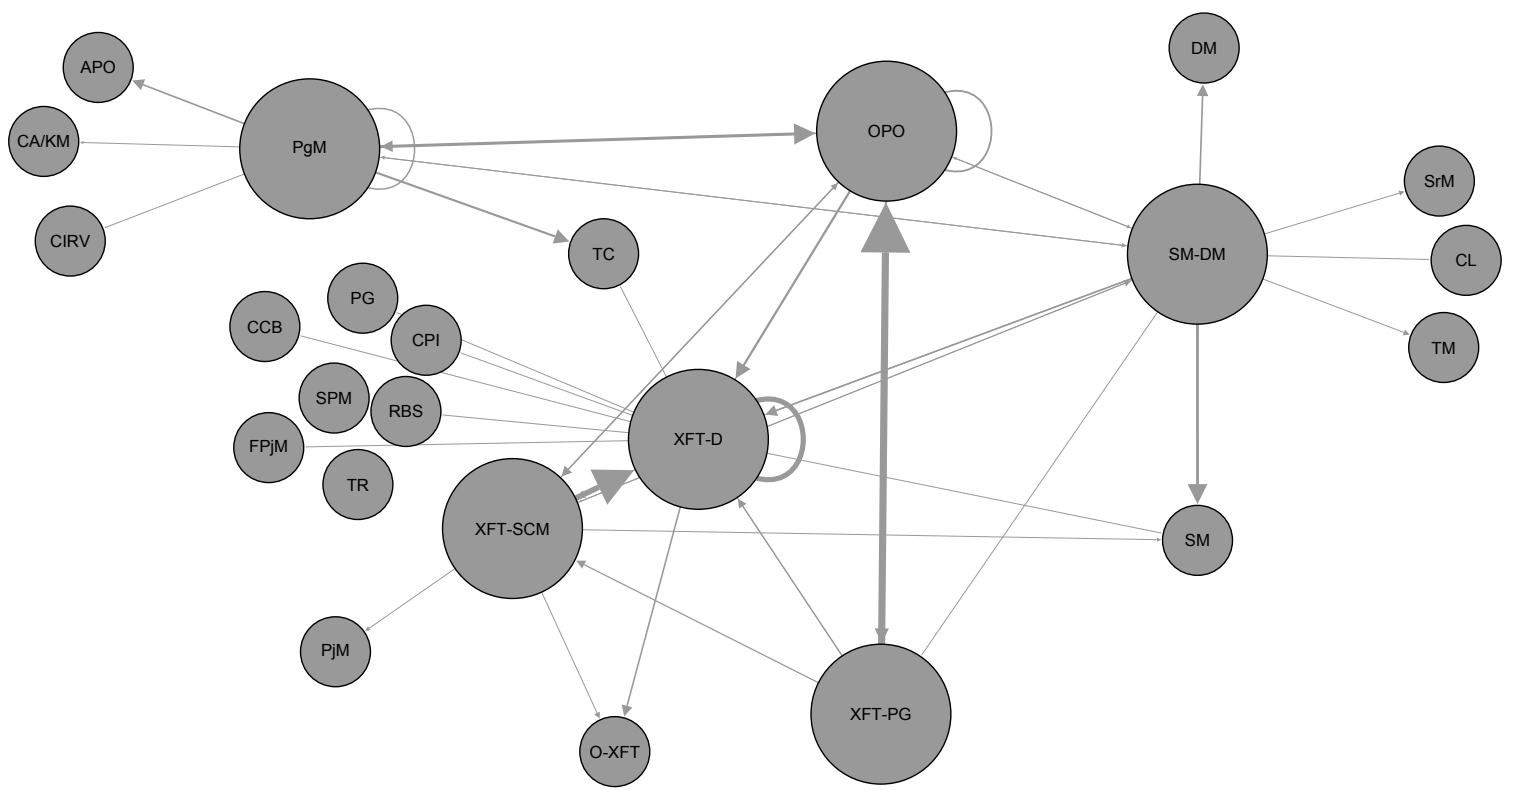 DM
APO
OPO
CA/KM
PgM
SrM
CIRV
TC
SM-DM
CL
PG
CCB
CPI
TM
SPM
RBS
XFT-D
FPjM
TR
XFT-SCM
SM
PjM
XFT-PG
O-XFT